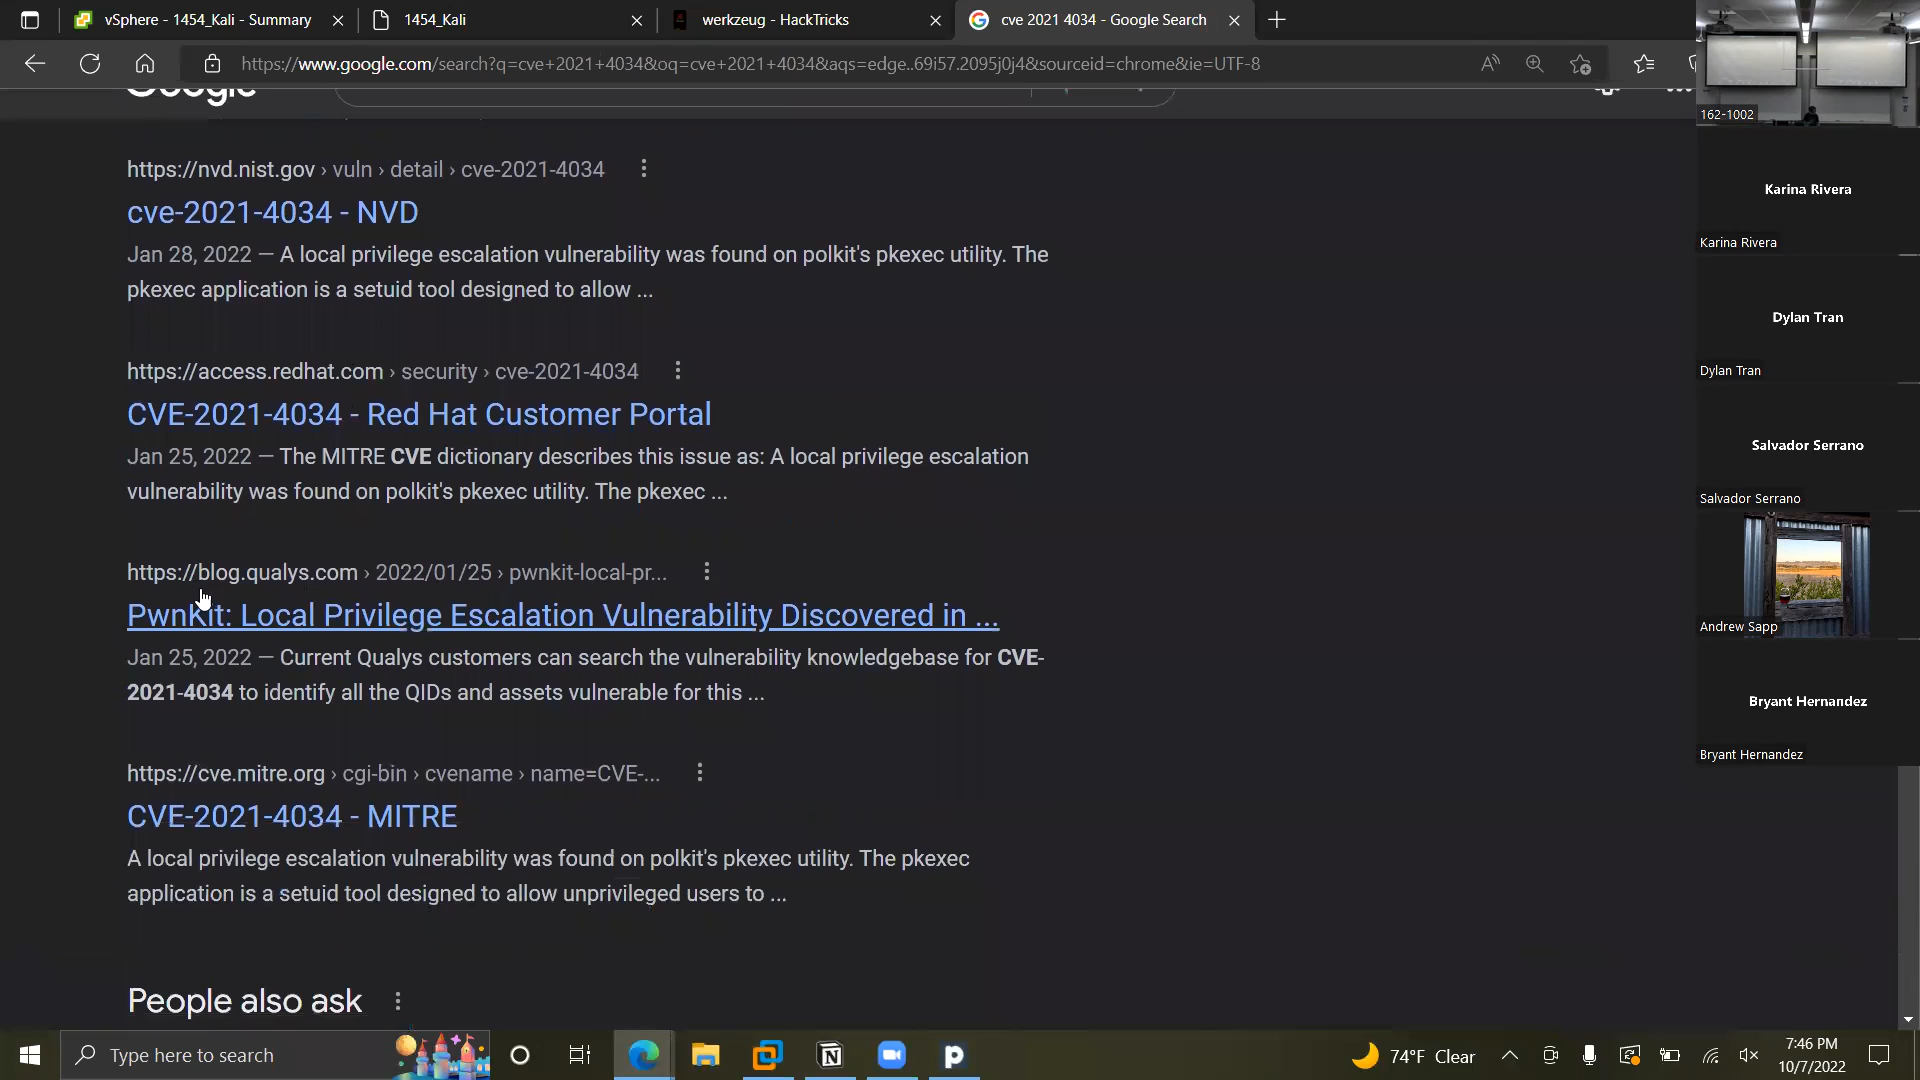 vSphere - 1454_Kali - Summary
1454_Kali
werkzeug - HackTricks
cve 2021 4034 - Google Search
https://www.google.com/search?q=cve+2021+4034&oq=cve+2021+4034&aqs=edge..69i57.2095j0j4&sourceid=chrome&ie=UTF-8
Google
https://nvd.nist.gov › vuln › detail › cve-2021-4034
cve-2021-4034 - NVD
Jan 28, 2022 — A local privilege escalation vulnerability was found on polkit's pkexec utility. The
pkexec application is a setuid tool designed to allow ...
https://access.redhat.com › security › cve-2021-4034
CVE-2021-4034 - Red Hat Customer Portal
Jan 25, 2022 — The MITRE CVE dictionary describes this issue as: A local privilege escalation
vulnerability was found on polkit's pkexec utility. The pkexec ...
https://blog.qualys.com › 2022/01/25 › pwnkit-local-pr...
PwnKit: Local Privilege Escalation Vulnerability Discovered in ...
Jan 25, 2022 — Current Qualys customers can search the vulnerability knowledgebase for CVE-
2021-4034 to identify all the QIDs and assets vulnerable for this ...
https://cve.mitre.org › cgi-bin › cvename › name=CVE-...
CVE-2021-4034 - MITRE
A local privilege escalation vulnerability was found on polkit's pkexec utility. The pkexec
application is a setuid tool designed to allow unprivileged users to ...
People also ask
162-1002
Karina Rivera
Karina Rivera
Dylan Tran
Dylan Tran
Salvador Serrano
Salvador Serrano
Andrew Sapp
Bryant Hernandez
Bryant Hernandez
Type here to search
74°F Clear
7:46 PM
10/7/2022